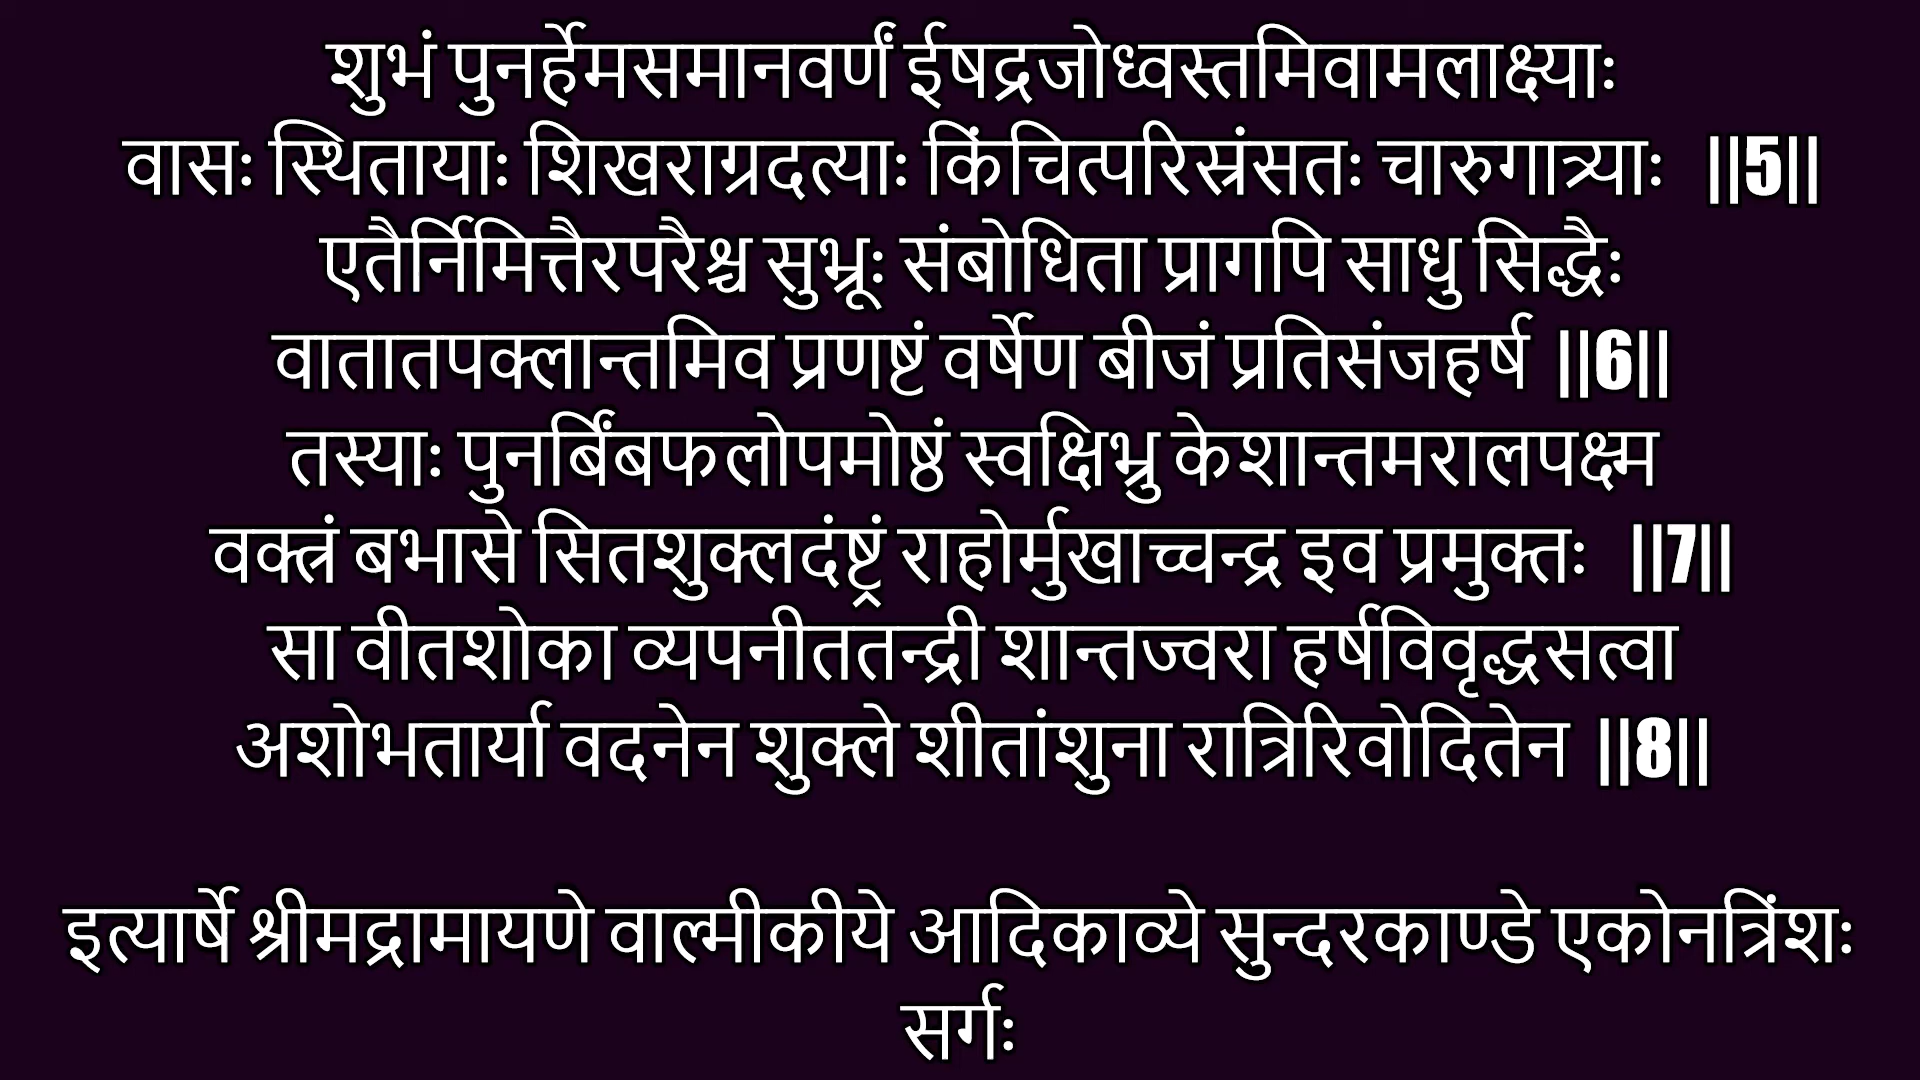 शुभं पुनर्हेमसमानवर्णं ईषद्रजोध्वस्तमिवामलाक्ष्याः
वासः स्थितायाः शिखराग्रदत्याः किंचित्परिस्रंसतः चारुगात्र्याः ||5||
एतैर्निमित्तैरपरैश्च सुभ्रूः संबोधिता प्रागपि साधु सिद्धैः
वातातपक्लान्तमिव प्रणष्टं वर्षेण बीजं प्रतिसंजहर्ष ||6||
तस्याः पुनर्बिंबफलोपमोष्ठं स्वक्षिभ्रु केशान्तमरालपक्ष्म
वक्त्रं बभासे सितशुक्लदंष्ट्रं राहोर्मुखाच्चन्द्र इव प्रमुक्तः ||7||
सा वीतशोका व्यपनीततन्द्री शान्तज्वरा हर्षविवृद्धसत्वा
अशोभतार्या वदनेन शुक्ले शीतांशुना रात्रिरिवोदितेन ||8||
इत्यार्षे श्रीमद्रामायणे वाल्मीकीये आदिकाव्ये सुन्दरकाण्डे एकोनत्रिंशः
सर्गः